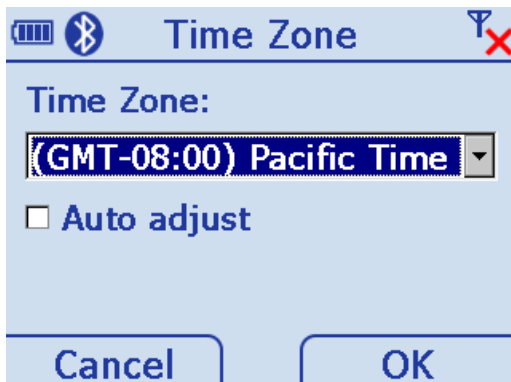 Time Zone
Time Zone:
(GMT-08:00) Pacific Time
Auto adjust
Cancel OK